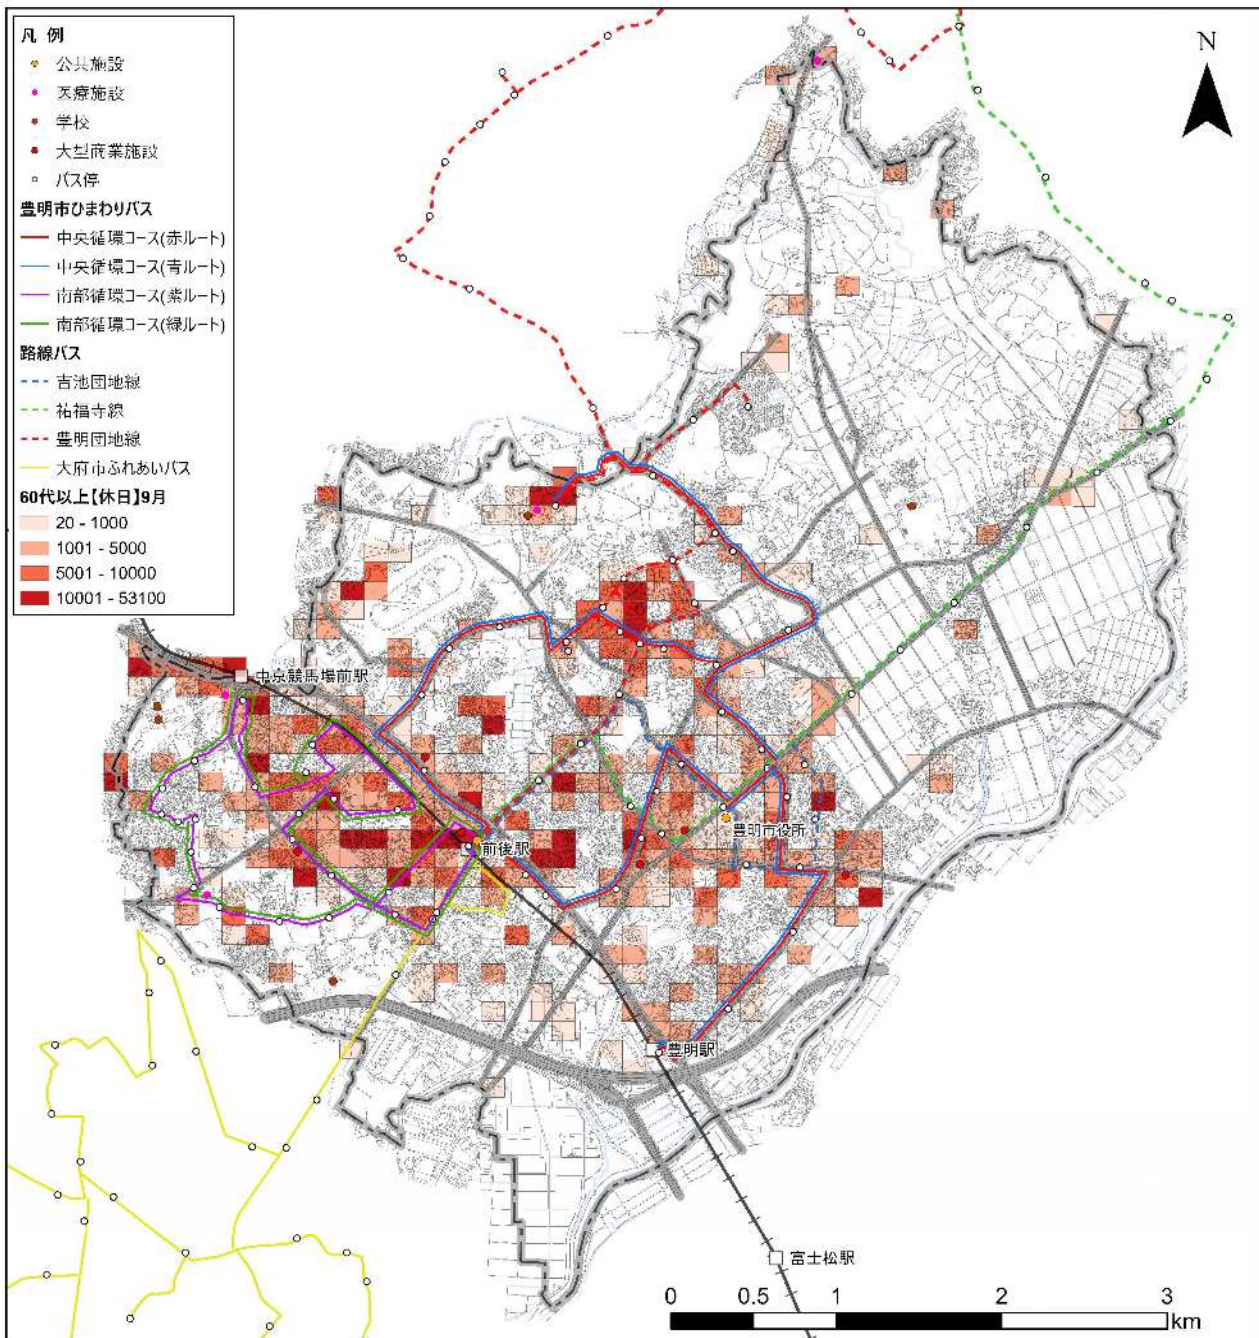 凡 例
公共施設
医療施設
学校
大型商業施設
バス停
豊明市ひまわりバス
中央循環コース(赤ルート)
中央循環コース(青ルート)
南部循環コース(紫ルート)
南部循環コース(緑ルート)
路線バス
吉池団地線
祐福寺線
豊明団地線
大府市ふれあいバス
60代以上【休日】9月
20 - 1000
1001 - 5000
5001 - 10000
10001 - 53100
N
中京競馬場前駅
豊明市役所
前後駅
豊明駅
富士松駅
0 0.5 1 2 3
km